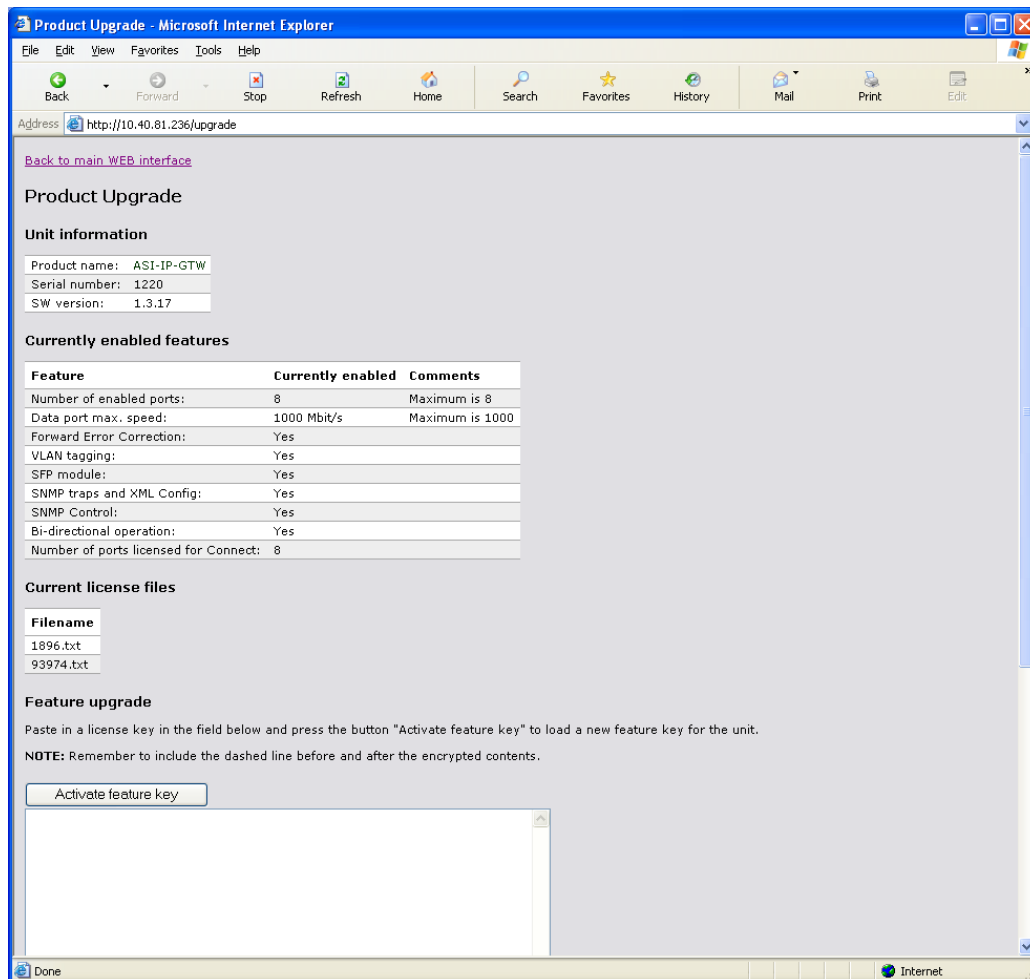 Product Upgrade - Microsoft Internet Explorer
File Edit View Favorites Tools Help
Back Forward Stop Refresh Home Search Favorites History Mail Print Edit
Address http://10.40.81.236/upgrade
Back to main WEB interface
Product Upgrade
Unit information
Product name: ASI-IP-GTW
Serial number: 1220
SW version: 1.3.17
Currently enabled features
Feature Currently enabled Comments
Number of enabled ports: 8 Maximum is 8
Data port max. speed: 1000 Mbit/s Maximum is 1000
Forward Error Correction: Yes
VLAN tagging: Yes
SFP module: Yes
SNMP traps and XML Config: Yes
SNMP Control: Yes
Bi-directional operation: Yes
Number of ports licensed for Connect: 8
Current license files
Filename
1896.txt
93974.txt
Feature upgrade
Paste in a license key in the field below and press the button "Activate feature key" to load a new feature key for the unit.
NOTE: Remember to include the dashed line before and after the encrypted contents.
Activate feature key
Done Internet